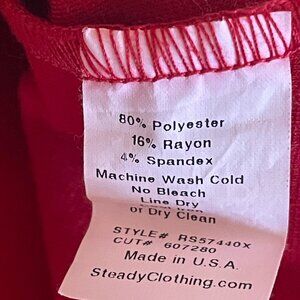 80% Polyester
16% Rayon
4% Spandex
Machine Wash Cold
No Bleach
Line Dry
or Dry Clean
STYLE# RS57440X
CUT# 607280
Made in U.S.A.
SteadyClothing.com